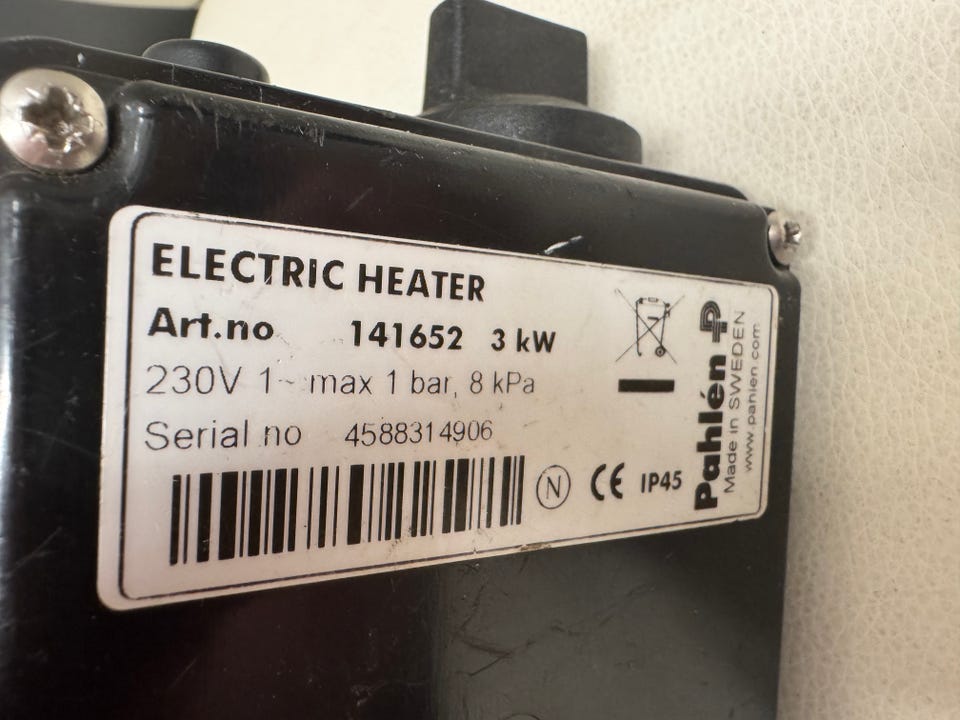 ELECTRIC HEATER
Art.no 141652 3 kW
230V 1~ max 1 bar, 8 kPa
Serial no 4588314906
N CE IP45
Pahlén
Made in SWEDEN
www.pahlen.com